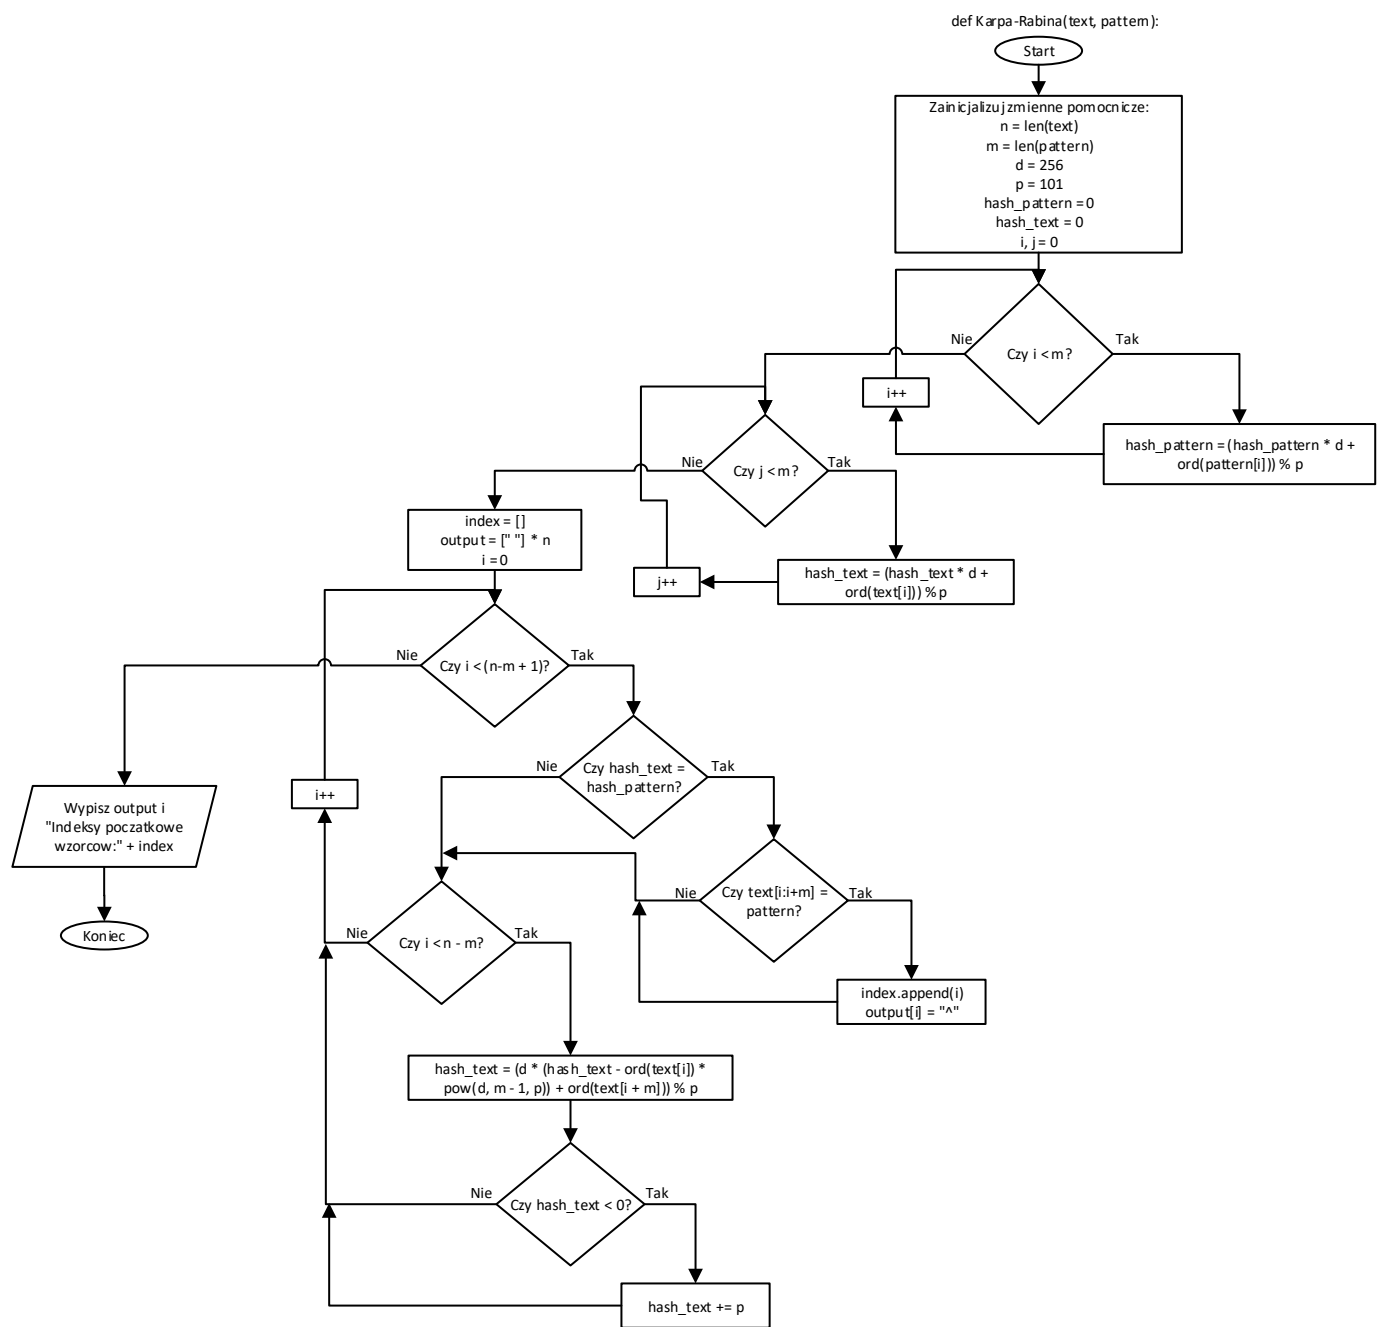 def Karpa-Rabina(text, pattern):
Start
Zainicjalizuj zmienne pomocnicze:
n = len(text)
m = len(pattern)
d = 256
p = 101
hash_pattern = 0
hash_text = 0
i, j = 0
Nie
Tak
Czy i < m?
i++
hash_pattern = (hash_pattern * d +
ord(pattern[i])) % p
Nie
Tak
Czy j < m?
index = []
output = [" "] * n
i = 0
j++
hash_text = (hash_text * d +
ord(text[i])) % p
Nie
Tak
Czy i < (n-m + 1)?
Nie
Tak
Czy hash_text =
hash_pattern?
i++
Wypisz output i
"Indeksy poczatkowe
wzorcow:" + index
Nie
Tak
Czy text[i:i+m] =
pattern?
Koniec
Nie
Tak
Czy i < n - m?
index.append(i)
output[i] = "^"
hash_text = (d * (hash_text - ord(text[i]) *
pow(d, m - 1, p)) + ord(text[i + m])) % p
Nie
Tak
Czy hash_text < 0?
hash_text += p